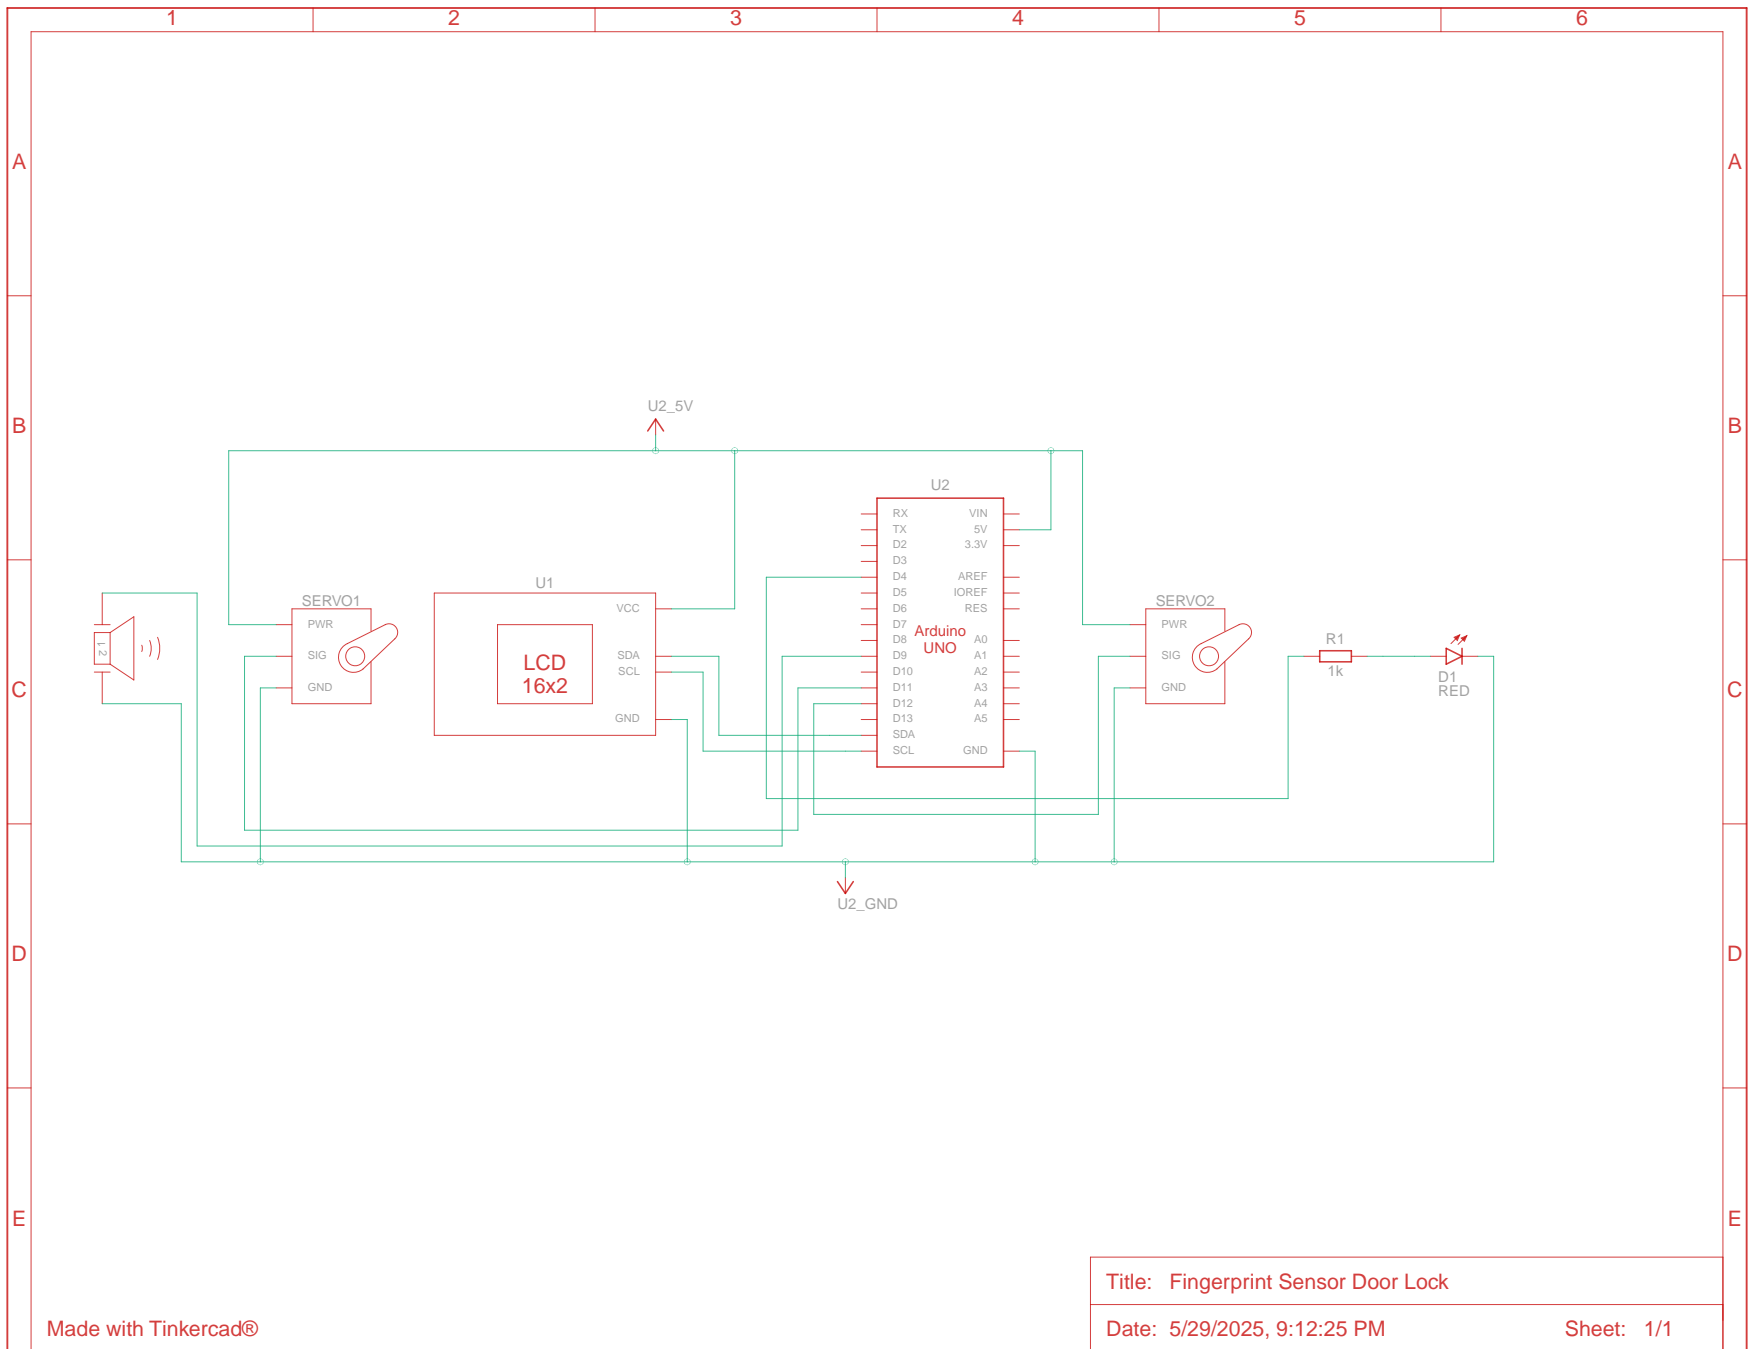 1 2 3 4 5 6
A A
B B
C C
D D
E E
U2_5V
U2
RX VIN
TX 5V
D2 3.3V
D3
D4 AREF
D5 IOREF
D6 RES
D7
D8 A0
D9 A1
D10 A2
D11 A3
D12 A4
D13 A5
SDA
SCL GND
Arduino
UNO
U1
VCC
SDA
SCL
GND
LCD
16x2
SERVO1
PWR
SIG
GND
1 2
SERVO2
PWR
SIG
GND
R1
1k
D1
RED
U2_GND
Title: Fingerprint Sensor Door Lock
Date: 5/29/2025, 9:12:25 PM Sheet: 1/1
Made with Tinkercad®